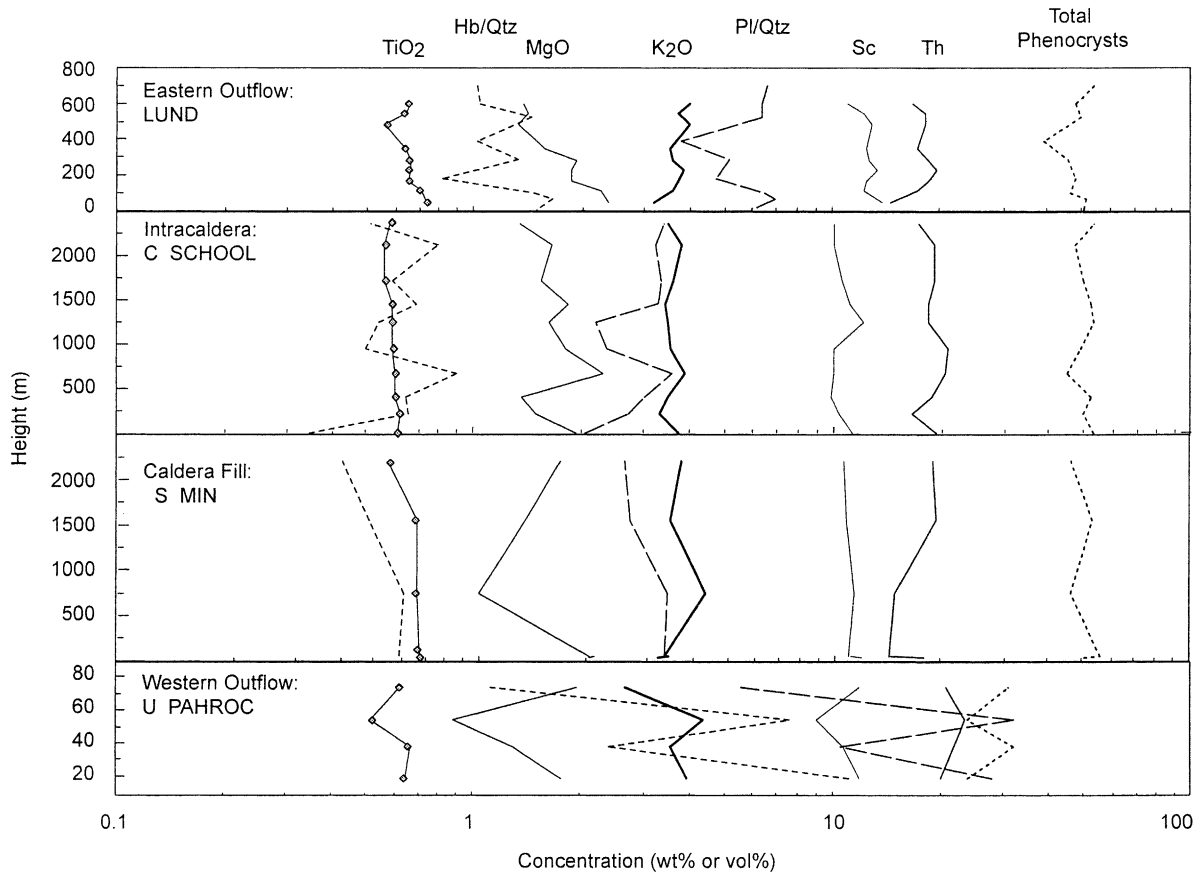 Hb/Qtz Pl/Qtz Total
TiO2 MgO K2O Sc Th Phenocrysts
800
Eastern Outflow:
600
LUND
400
200
0
Intracaldera:
C SCHOOL
2000
1500
1000
500
Height (m)
Caldera Fill:
S MIN
2000
1500
1000
500
80
Western Outflow:
U PAHROC
60
40
20
0.1 1 10 100
Concentration (wt% or vol%)